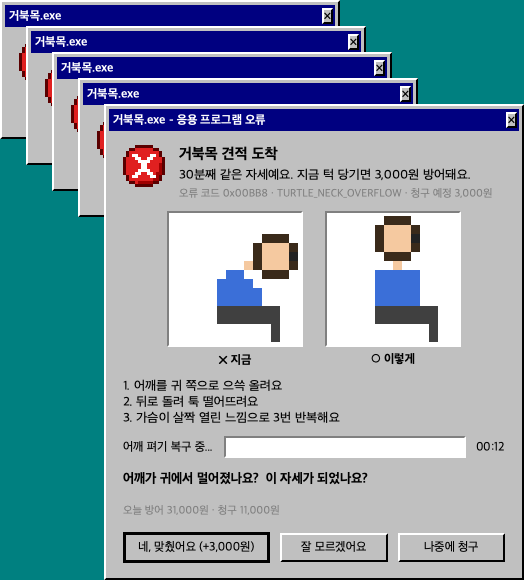 거북목.exe
거북목.exe
거북목.exe
거북목.exe
거북목.exe - 응용 프로그램 오류
거북목 견적 도착
30분째 같은 자세예요. 지금 턱 당기면 3,000원 방어돼요.
오류 코드 0x00BB8 · TURTLE_NECK_OVERFLOW · 청구 예정 3,000원
✕ 지금
○ 이렇게
1. 어깨를 귀 쪽으로 으쓱 올려요
2. 뒤로 돌려 툭 떨어뜨려요
3. 가슴이 살짝 열린 느낌으로 3번 반복해요
어깨 펴기 복구 중...
00:12
어깨가 귀에서 멀어졌나요? 이 자세가 되었나요?
오늘 방어 31,000원 · 청구 11,000원
네, 맞췄어요 (+3,000원)
잘 모르겠어요
나중에 청구